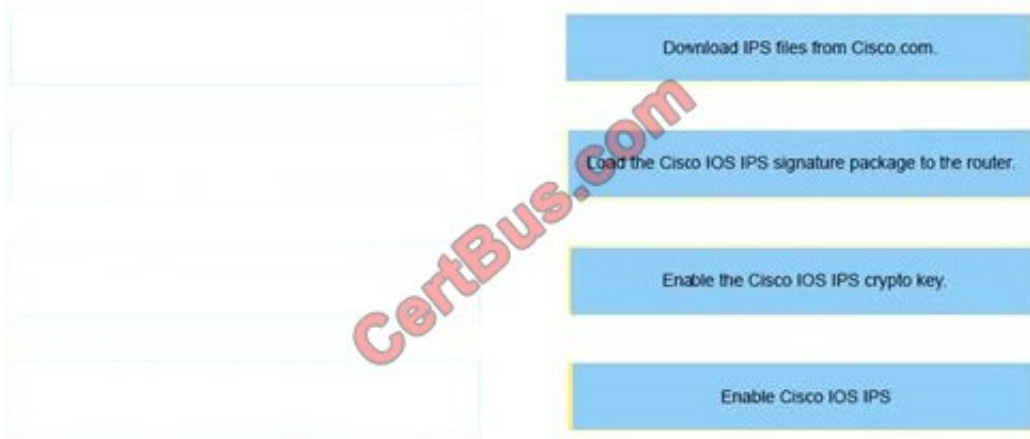 Download IPS files from Cisco.com.
Load the Cisco IOS IPS signature package to the router.
Enable the Cisco IOS IPS crypto key.
Enable Cisco IOS IPS
CertBus.com